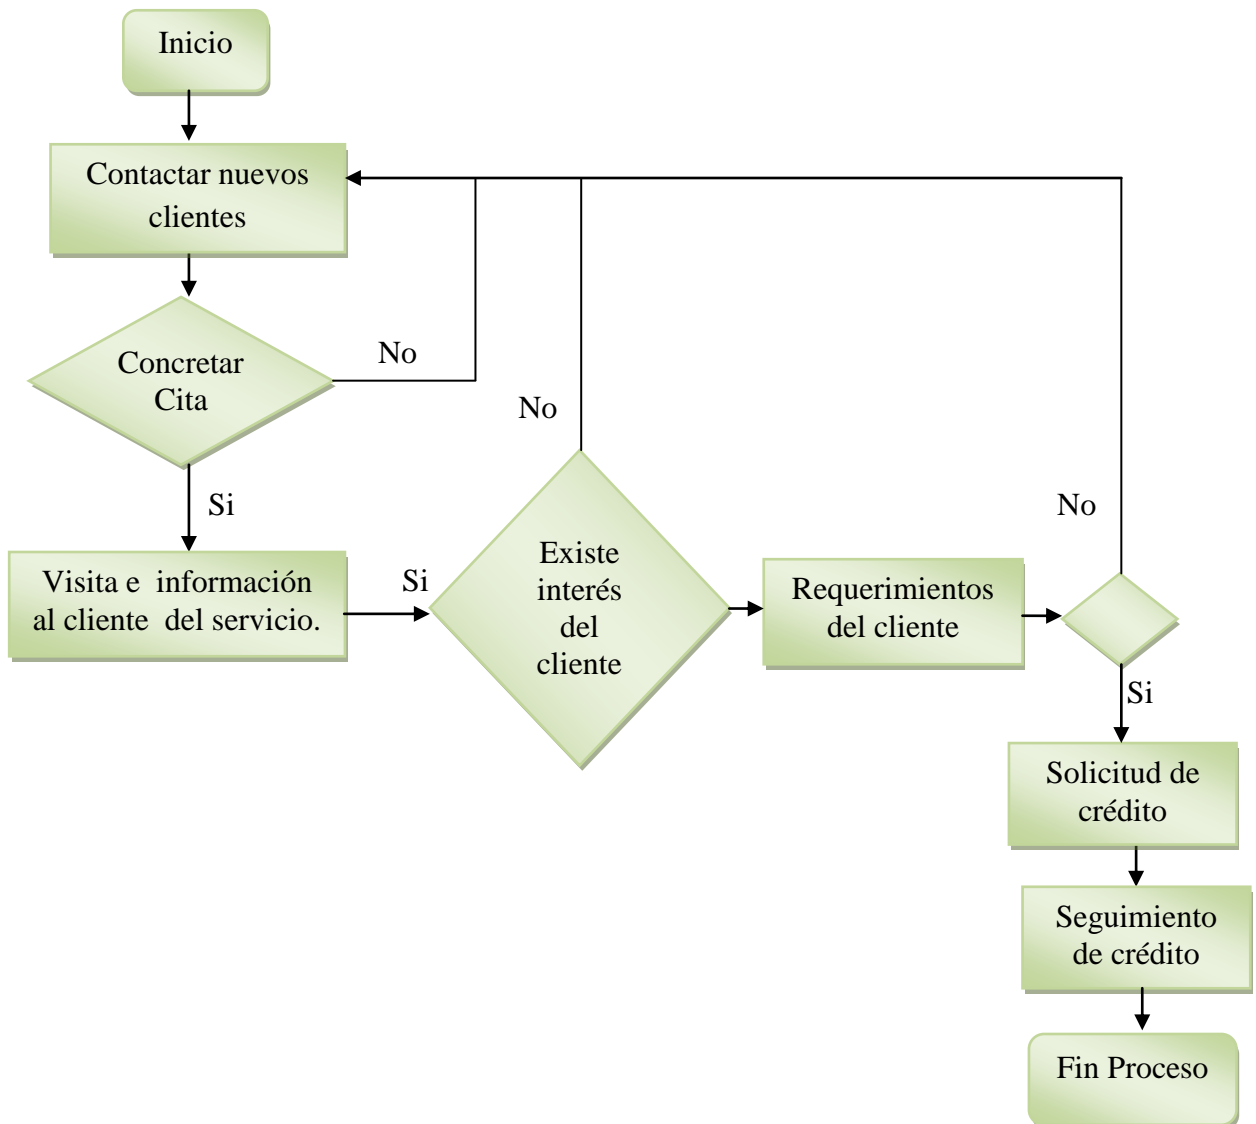 Inicio
Contactar nuevos
clientes
Concretar
Cita
No
Si
Visita e información
al cliente del servicio.
Si
No
Existe
interés
del
cliente
Requerimientos
del cliente
No
Si
Solicitud de
crédito
Seguimiento
de crédito
Fin Proceso